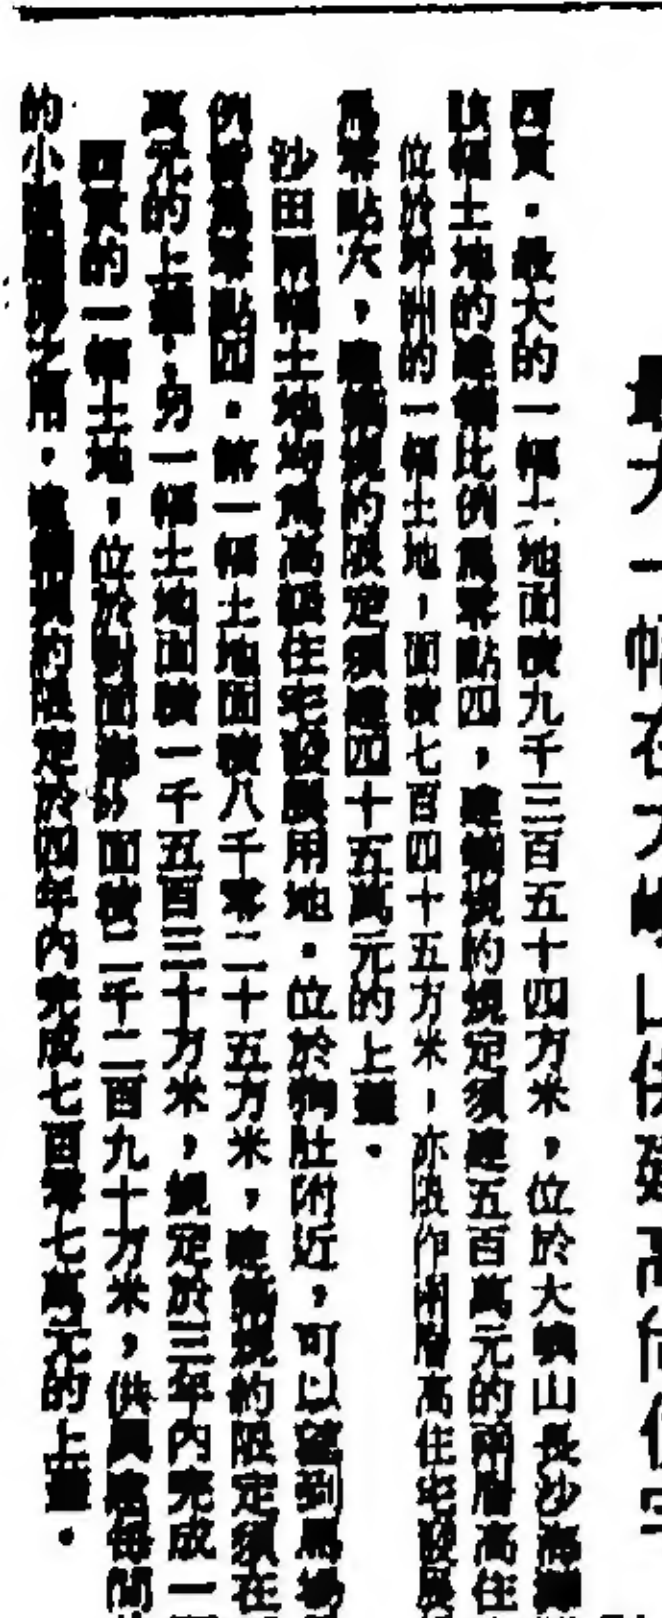 最大一幅在大嶼山供建高尚住宅
西貢。最大的一幅土地面積九千三百五十四方米，位於大嶼山長沙海
該幅土地的建築比例為零點四，建築規約規定須建五百萬元的兩層高住
位於坪洲的一幅土地，面積七百四十五方米，亦限作兩層高住宅發展
為零點六，建築規約限定須建四十五萬元的上蓋。
沙田兩幅土地均為高級住宅發展用地。位於獅肚附近，可以望到馬場
例皆為零點四。第一幅土地面積八千零二十五方米，建築規約限定須在
萬元的上蓋；另一幅土地面積一千五百三十方米，規定於三年內完成一
西貢的一幅土地，位於對面海 面積二千二百九十方米，供興建每間
的小 之用。建築規約限定於四年內完成七百零七萬元的上蓋。